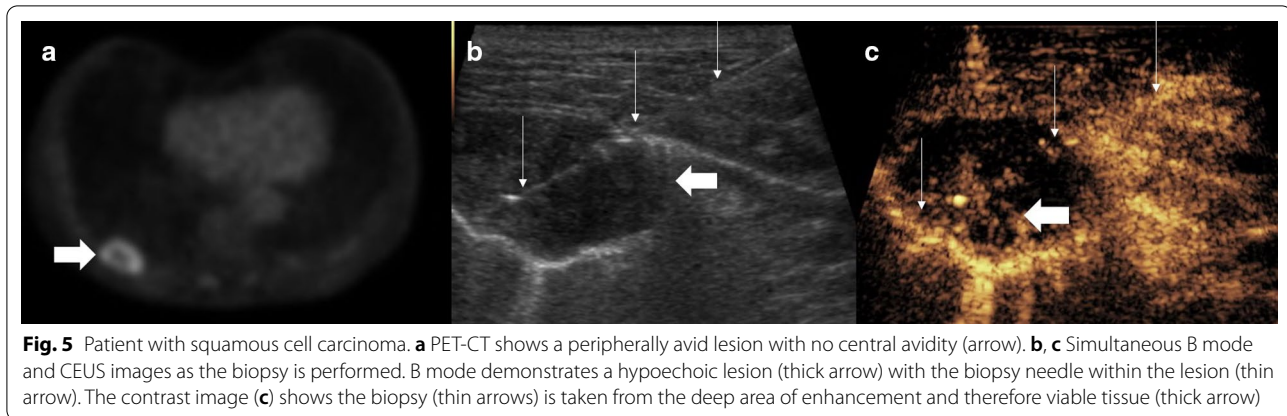 a
b
c
Fig. 5 Patient with squamous cell carcinoma. a PET-CT shows a peripherally avid lesion with no central avidity (arrow). b, c Simultaneous B mode
and CEUS images as the biopsy is performed. B mode demonstrates a hypoechoic lesion (thick arrow) with the biopsy needle within the lesion (thin
arrow). The contrast image (c) shows the biopsy (thin arrows) is taken from the deep area of enhancement and therefore viable tissue (thick arrow)